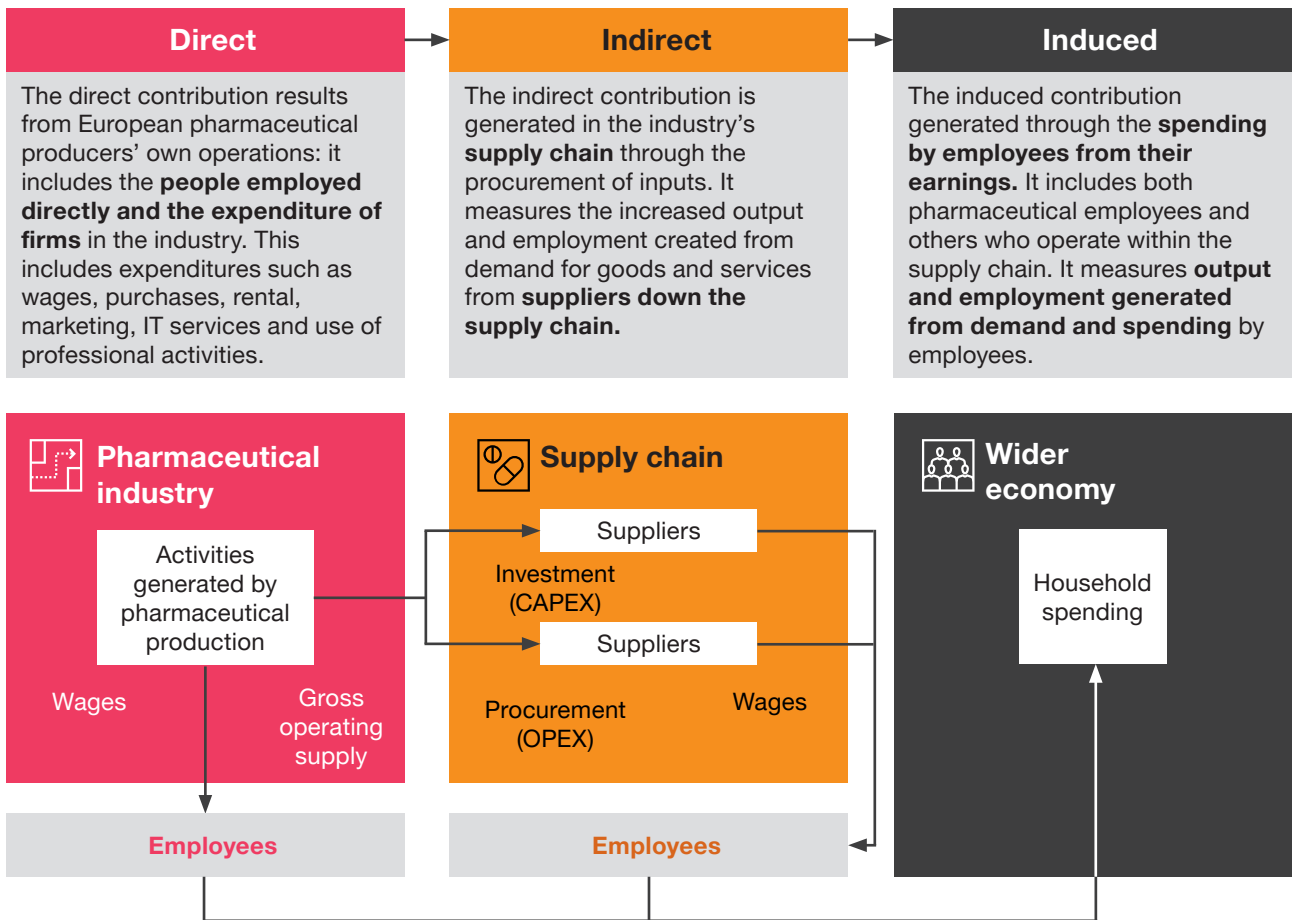 Direct
Indirect
Induced
The direct contribution results
from European pharmaceutical
producers’ own operations: it
includes the people employed
directly and the expenditure of
firms in the industry. This
includes expenditures such as
wages, purchases, rental,
marketing, IT services and use of
professional activities.
The indirect contribution is
generated in the industry’s
supply chain through the
procurement of inputs. It
measures the increased output
and employment created from
demand for goods and services
from suppliers down the
supply chain.
The induced contribution
generated through the spending
by employees from their
earnings. It includes both
pharmaceutical employees and
others who operate within the
supply chain. It measures output
and employment generated
from demand and spending by
employees.
Pharmaceutical
industry
Activities
generated by
pharmaceutical
production
Wages
Gross
operating
supply
Employees
Supply chain
Suppliers
Investment
(CAPEX)
Suppliers
Procurement
(OPEX)
Wages
Employees
Wider
economy
Household
spending